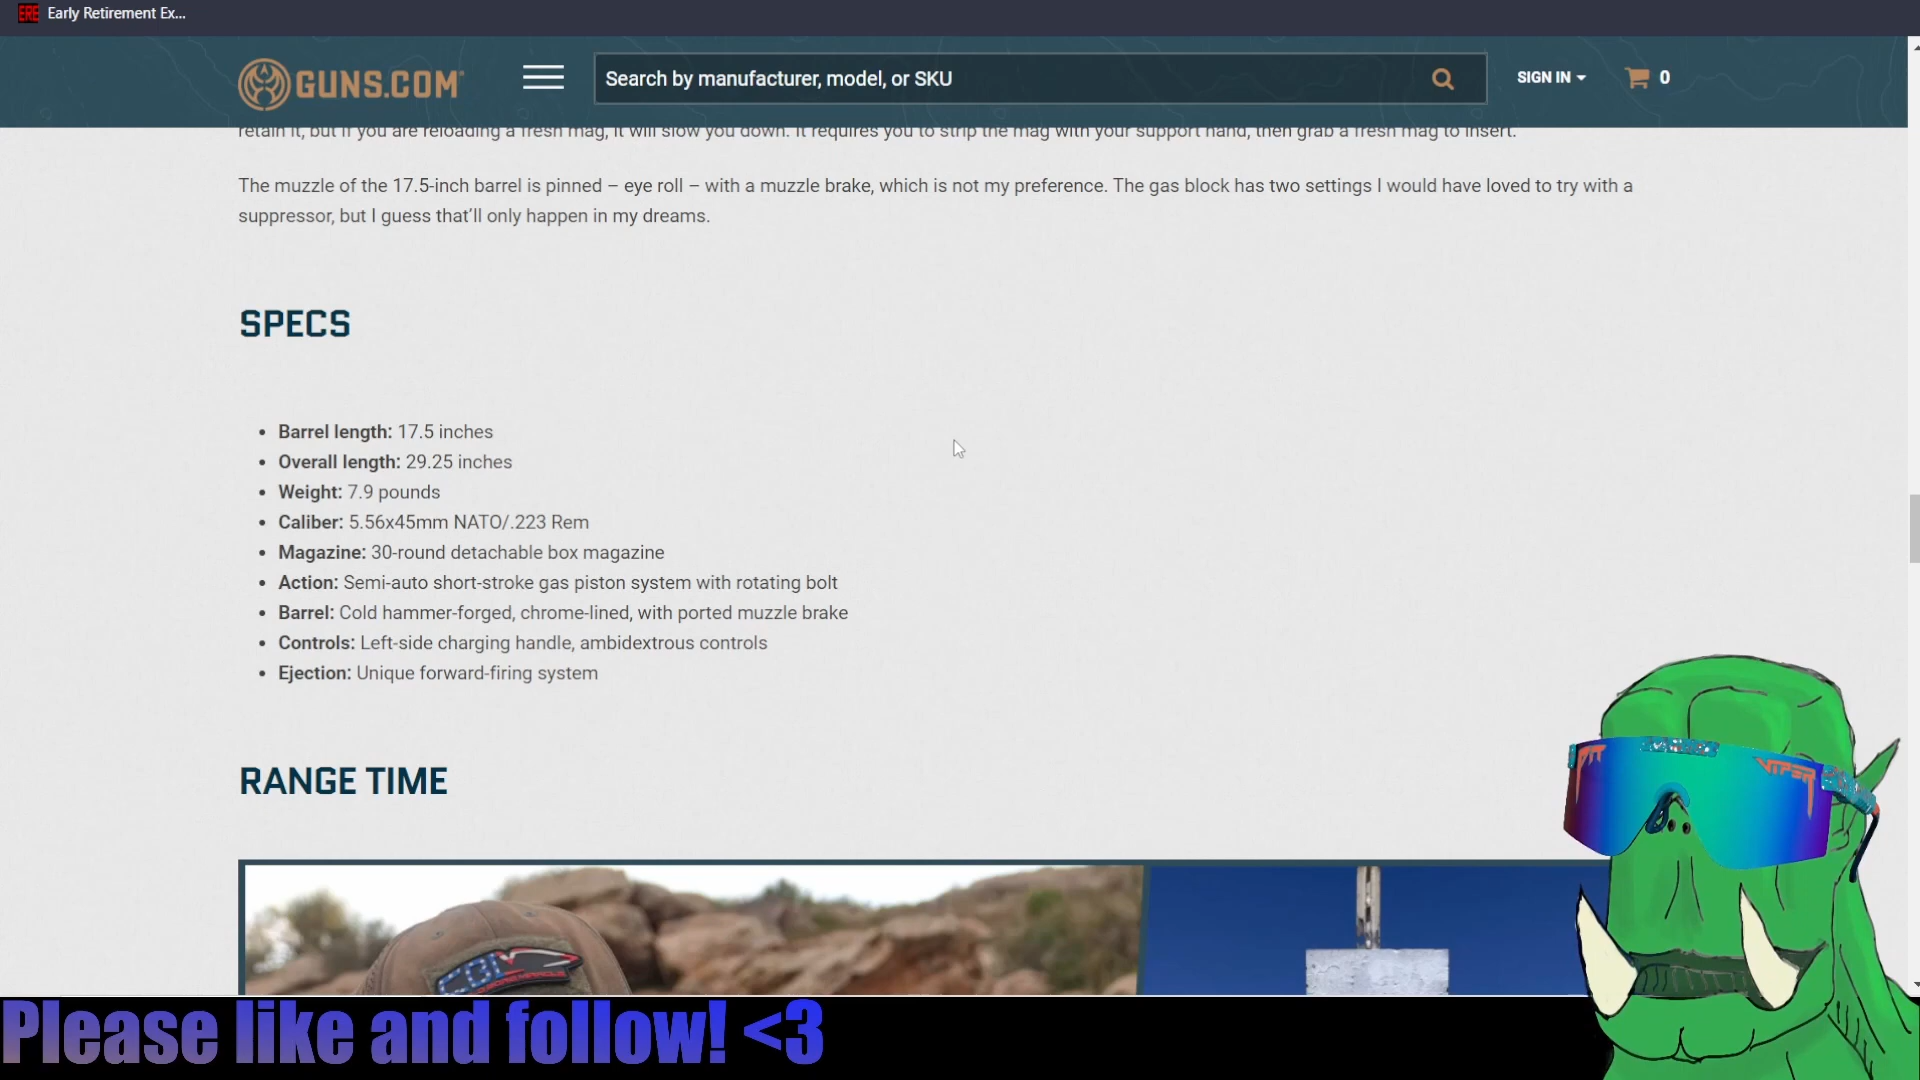 Early Retirement Ex...
GUNS.COM
Search by manufacturer, model, or SKU
SIGN IN
0
retain it, but if you are reloading a fresh mag, it will slow you down. It requires you to strip the mag with your support hand, then grab a fresh mag to insert.
The muzzle of the 17.5-inch barrel is pinned – eye roll – with a muzzle brake, which is not my preference. The gas block has two settings I would have loved to try with a
suppressor, but I guess that’ll only happen in my dreams.
SPECS
• Barrel length: 17.5 inches
• Overall length: 29.25 inches
• Weight: 7.9 pounds
• Caliber: 5.56x45mm NATO/.223 Rem
• Magazine: 30-round detachable box magazine
• Action: Semi-auto short-stroke gas piston system with rotating bolt
• Barrel: Cold hammer-forged, chrome-lined, with ported muzzle brake
• Controls: Left-side charging handle, ambidextrous controls
• Ejection: Unique forward-firing system
RANGE TIME
PIT
VIPER
Please like and follow! <3